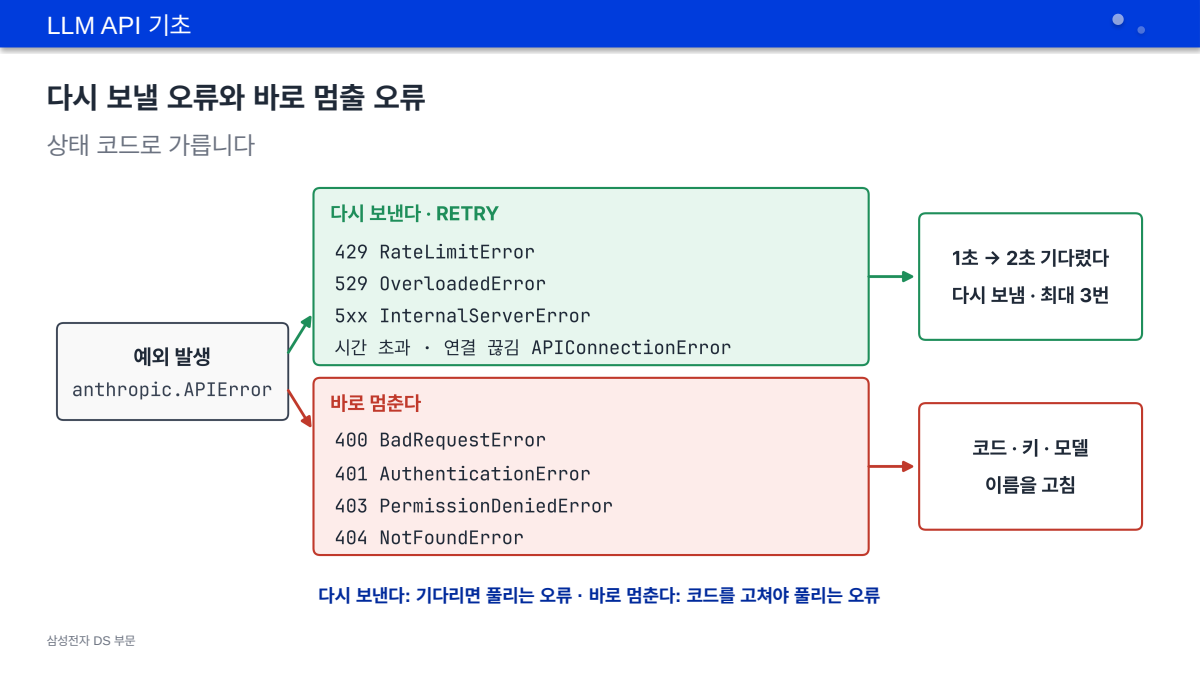 LLM API 기초
다시 보낼 오류와 바로 멈출 오류
상태 코드로 가릅니다
예외 발생
anthropic.APIError
다시 보낸다 · RETRY
429 RateLimitError
529 OverloadedError
5xx InternalServerError
시간 초과 · 연결 끊김 APIConnectionError
1초 → 2초 기다렸다
다시 보냄 · 최대 3번
바로 멈춘다
400 BadRequestError
401 AuthenticationError
403 PermissionDeniedError
404 NotFoundError
코드 · 키 · 모델
이름을 고침
다시 보낸다: 기다리면 풀리는 오류 · 바로 멈춘다: 코드를 고쳐야 풀리는 오류
삼성전자 DS 부문